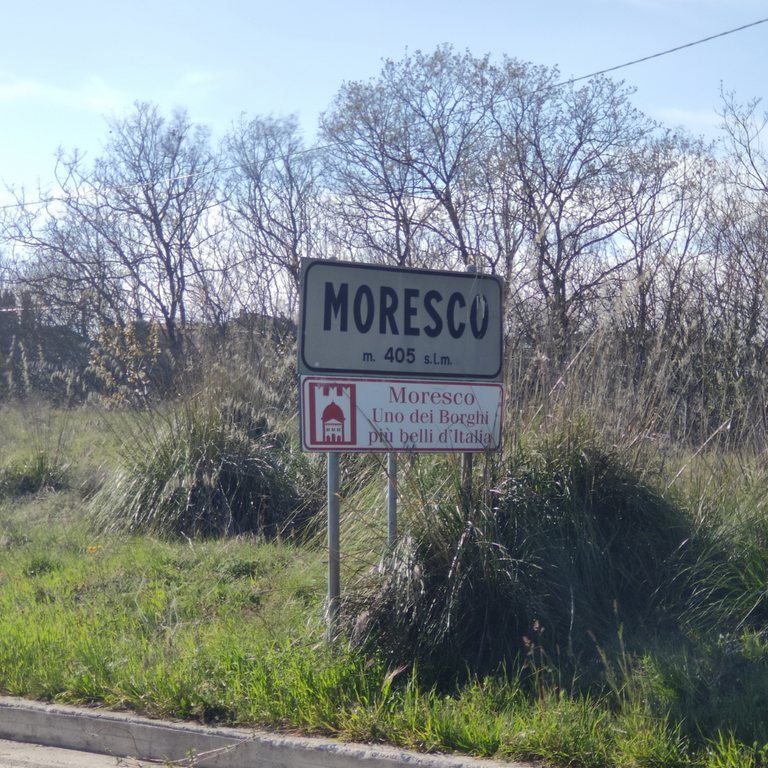 MORESCO
m. 405 s.l.m.
Moresco
Uno dei Borghi
più belli d'Italia